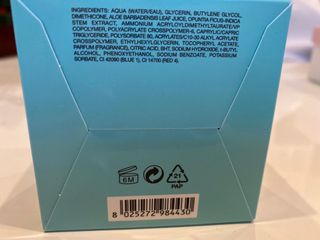 INGREDIENTS: AQUA (WATER/EAU), GLYCERIN, BUTYLENE GLYCOL,
DIMETHICONE, ALOE BARBADENSIS LEAF JUICE, OPUNTIA FICUS-INDICA
STEM EXTRACT, AMMONIUM ACRYLOYLDIMETHYLTAURATE/VP
COPOLYMER, POLYACRYLATE CROSSPOLYMER-6, CAPRYLIC/CAPRIC
TRIGLYCERIDE, POLYSORBATE 80, ACRYLATES/C10-30 ALKYL ACRYLATE
CROSSPOLYMER, ETHYLHEXYLGLYCERIN, TOCOPHERYL ACETATE,
PARFUM (FRAGRANCE), CITRIC ACID, BHT, SODIUM HYDROXIDE, t-BUTYL
ALCOHOL, PHENOXYETHANOL, SODIUM BENZOATE, POTASSIUM
SORBATE, CI 42090 (BLUE 1), CI 14700 (RED 4).
6M
21
PAP
8 025272 984430